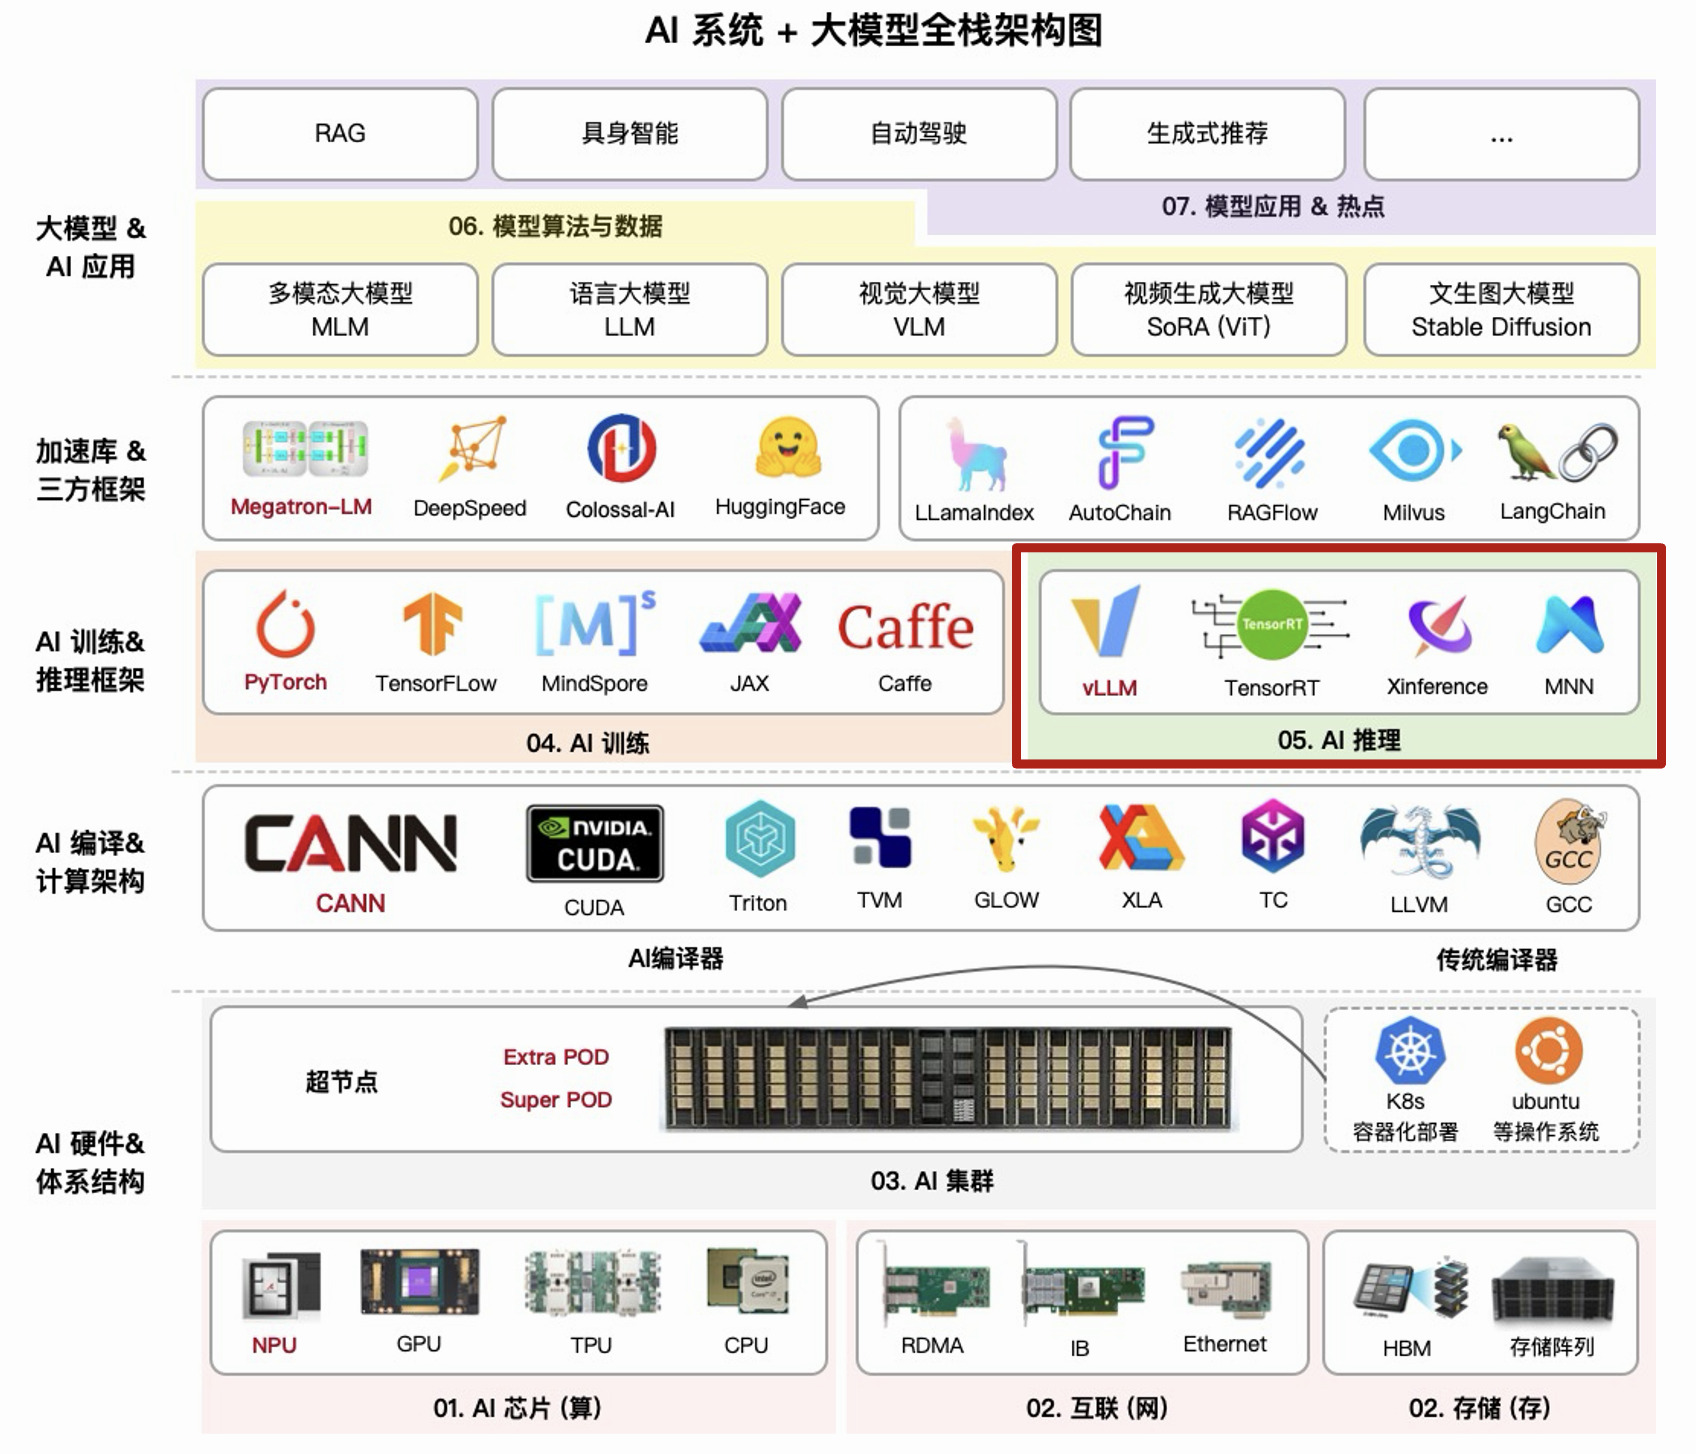 AI 系统 + 大模型全栈架构图
大模型 &
AI 应用
RAG
具身智能
自动驾驶
生成式推荐
...
07. 模型应用 & 热点
06. 模型算法与数据
多模态大模型
MLM
语言大模型
LLM
视觉大模型
VLM
视频生成大模型
SoRA (ViT)
文生图大模型
Stable Diffusion
加速库 &
三方框架
Megatron-LM
DeepSpeed
Colossal-AI
HuggingFace
LLamaIndex
AutoChain
RAGFlow
Milvus
LangChain
AI 训练&
推理框架
[M]s
Caffe
PyTorch
TensorFLow
MindSpore
JAX
Caffe
04. AI 训练
TensorRT
vLLM
TensorRT
Xinference
MNN
05. AI 推理
AI 编译&
计算架构
CANN
CANN
NVIDIA.
CUDA.
CUDA
Triton
TVM
GLOW
XLA
TC
LLVM
GCC
GCC
AI编译器
传统编译器
AI 硬件&
体系结构
超节点
Extra POD
Super POD
K8s
容器化部署
ubuntu
等操作系统
03. AI 集群
NPU
GPU
TPU
intel
CPU
01. AI 芯片 (算)
RDMA
IB
Ethernet
02. 互联 (网)
HBM
存储阵列
02. 存储 (存)